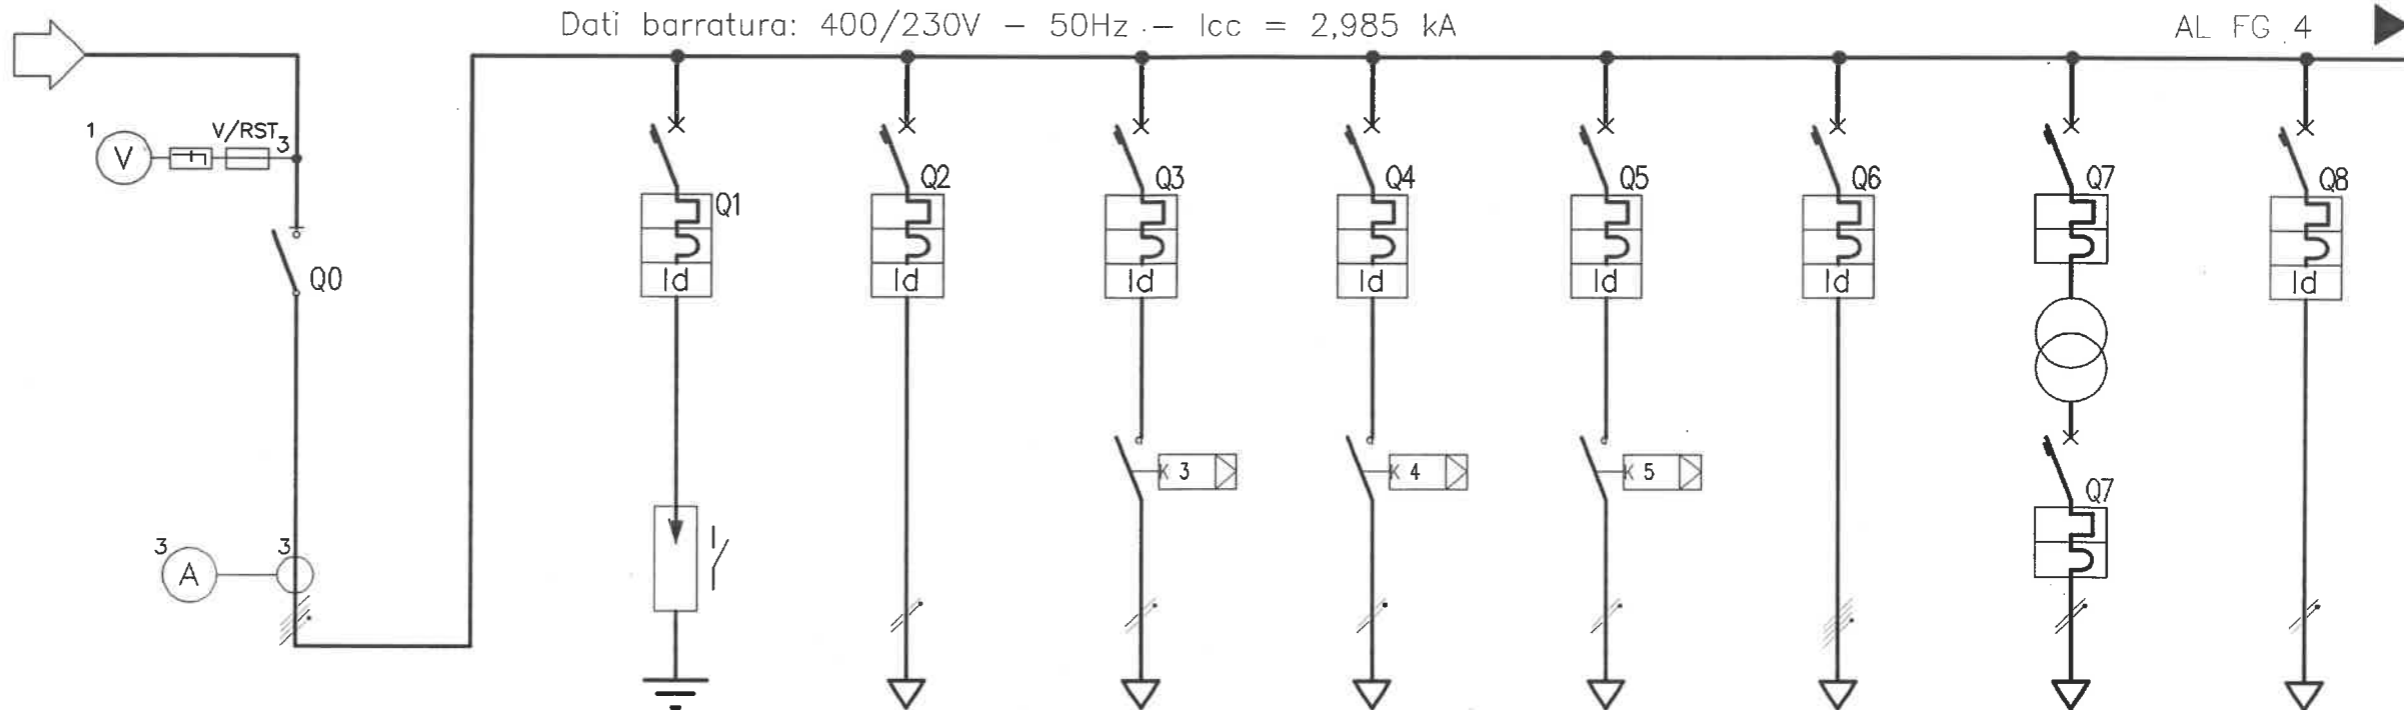 Dati barratura: 400/230V – 50Hz – Icc = 2,985 kA
AL FG 4
1
V/RST
3
V
Q0
3
3
A
Q1
Q2
Q3
Q4
Q5
Q6
Q7
Q8
Id
Id
Id
Id
Id
Id
Id
K 3
K 4
K 5
Q7